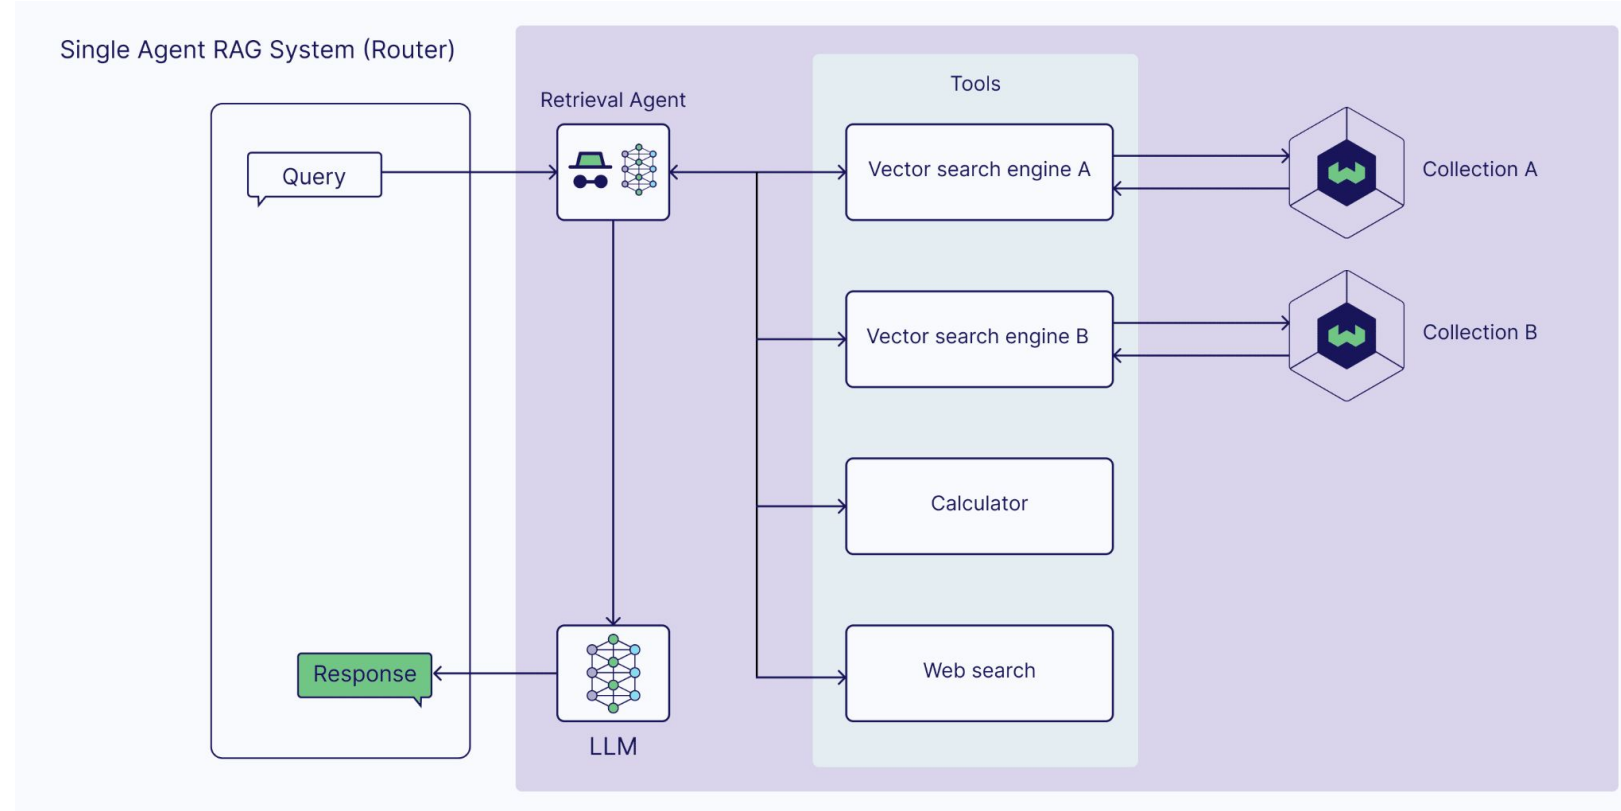 Single Agent RAG System (Router)
Retrieval Agent
Tools
Query
Vector search engine A
Collection A
Vector search engine B
Collection B
Calculator
Response
Web search
LLM